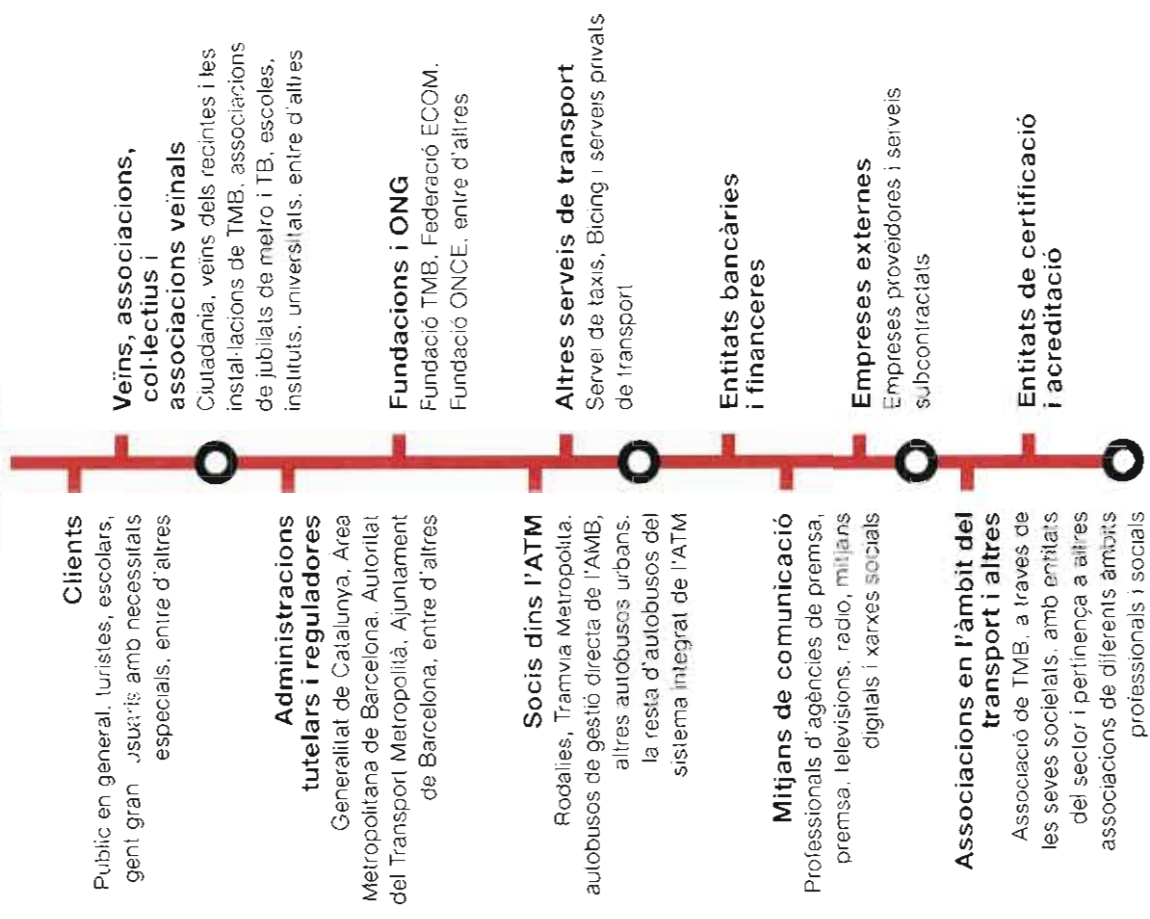 Clients
Públic en general, turistes, escolars,
gent gran, usuaris amb necessitats
especials, entre d'altres
Veïns, associacions,
col·lectius i
associacions veïnals
Ciutadania, veïns dels recintes i les
instal·lacions de TMB, associacions
de jubilats de metro i TB, escoles,
instituts, universitats, entre d'altres
Administracions
tutelars i reguladores
Generalitat de Catalunya, Àrea
Metropolitana de Barcelona, Autoritat
del Transport Metropolità, Ajuntament
de Barcelona, entre d'altres
Fundacions i ONG
Fundació TMB, Federació ECOM,
Fundació ONCE, entre d'altres
Socis dins l'ATM
Rodalies, Tramvia Metropolità,
autobusos de gestió directa de l'AMB,
altres autobusos urbans,
la resta d'autobusos del
sistema integrat de l'ATM
Altres serveis de transport
Servei de taxis, Bicing i serveis privats
de transport
Entitats bancàries
i financeres
Mitjans de comunicació
Professionals d'agències de premsa,
premsa, televisions, ràdio, mitjans
digitals i xarxes socials
Empreses externes
Empreses proveïdores i serveis
subcontractats
Associacions en l'àmbit del
transport i altres
Associació de TMB, a través de
les seves societats, amb entitats
del sector i pertinença a altres
associacions de diferents àmbits
professionals i socials
Entitats de certificació
i acreditació